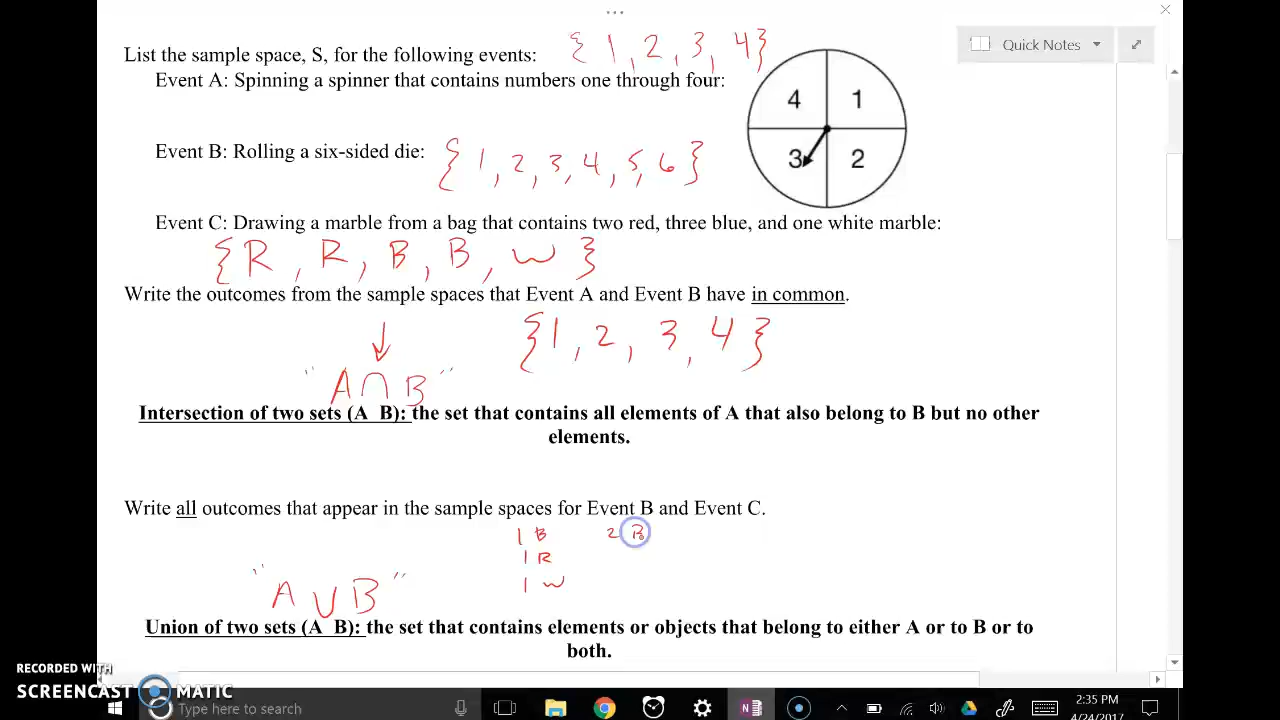 Quick Notes
List the sample space, S, for the following events: { 1, 2, 3, 4}
Event A: Spinning a spinner that contains numbers one through four:
4 1
3 2
Event B: Rolling a six-sided die: { 1, 2, 3, 4, 5, 6 }
Event C: Drawing a marble from a bag that contains two red, three blue, and one white marble:
{ R, R, B, B, W }
Write the outcomes from the sample spaces that Event A and Event B have in common.
{ 1, 2, 3, 4 }
" A ∩ B "
Intersection of two sets (A  B): the set that contains all elements of A that also belong to B but no other
elements.
Write all outcomes that appear in the sample spaces for Event B and Event C.
1 B 2 B
1 R
1 W
" A ∪ B "
Union of two sets (A  B): the set that contains elements or objects that belong to either A or to B or to
both.
RECORDED WITH
SCREENCAST MATIC
Type here to search
2:35 PM
4/24/2017